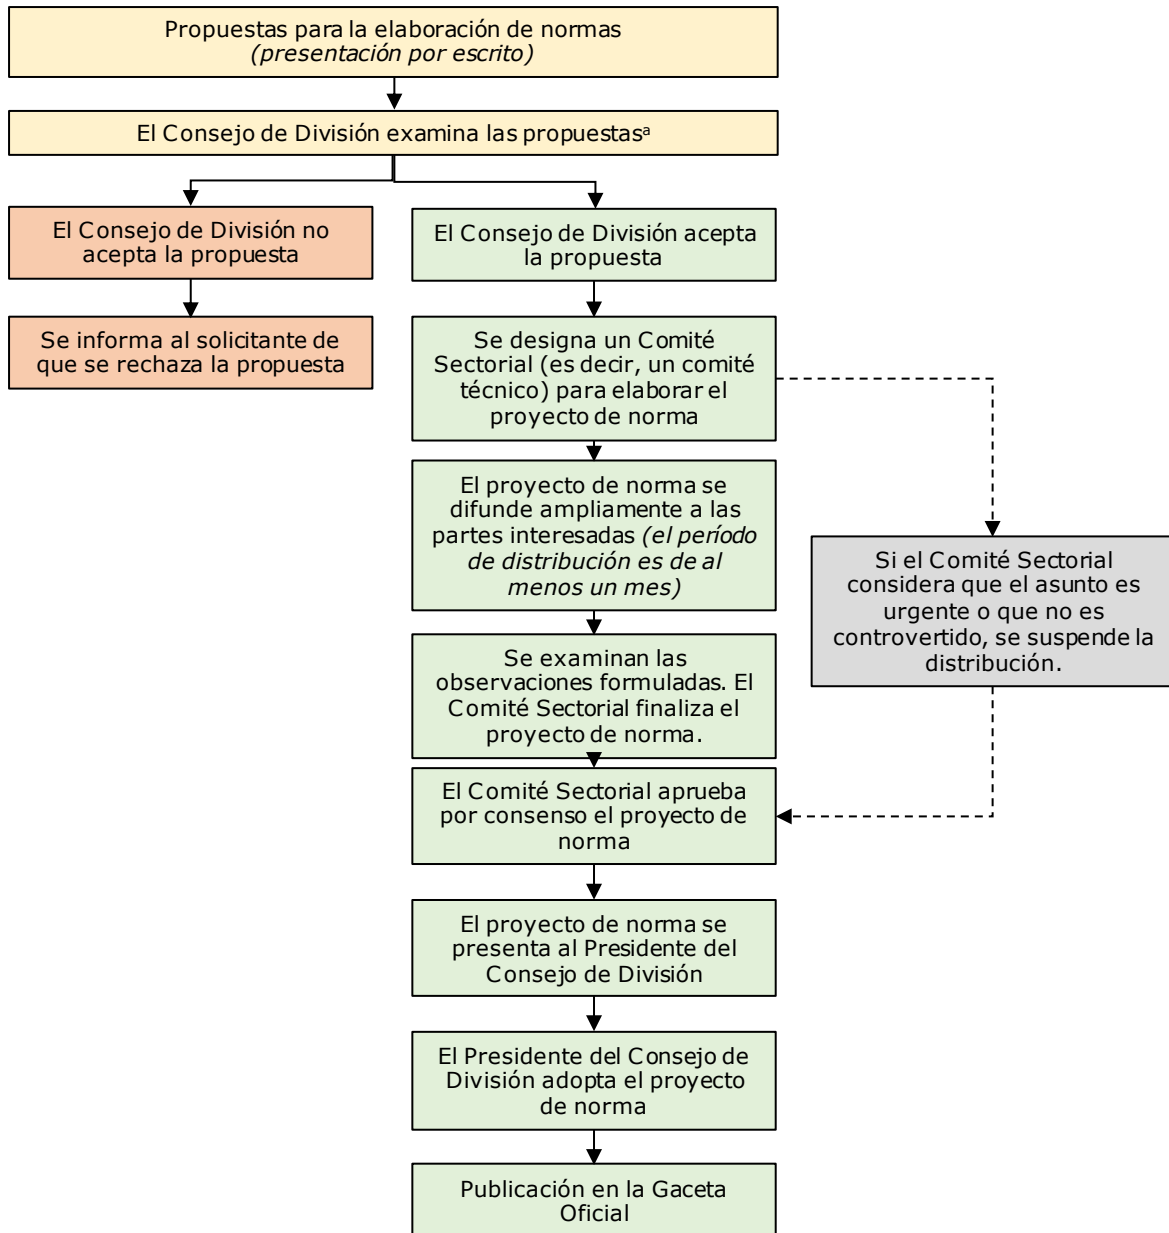 Propuestas para la elaboración de normas
(presentación por escrito)
El Consejo de División examina las propuestasᵃ
El Consejo de División no
acepta la propuesta
El Consejo de División acepta
la propuesta
Se informa al solicitante de
que se rechaza la propuesta
Se designa un Comité
Sectorial (es decir, un comité
técnico) para elaborar el
proyecto de norma
El proyecto de norma se
difunde ampliamente a las
partes interesadas (el período
de distribución es de al
menos un mes)
Si el Comité Sectorial
considera que el asunto es
urgente o que no es
controvertido, se suspende la
distribución.
Se examinan las
observaciones formuladas. El
Comité Sectorial finaliza el
proyecto de norma.
El Comité Sectorial aprueba
por consenso el proyecto de
norma
El proyecto de norma se
presenta al Presidente del
Consejo de División
El Presidente del Consejo de
División adopta el proyecto
de norma
Publicación en la Gaceta
Oficial